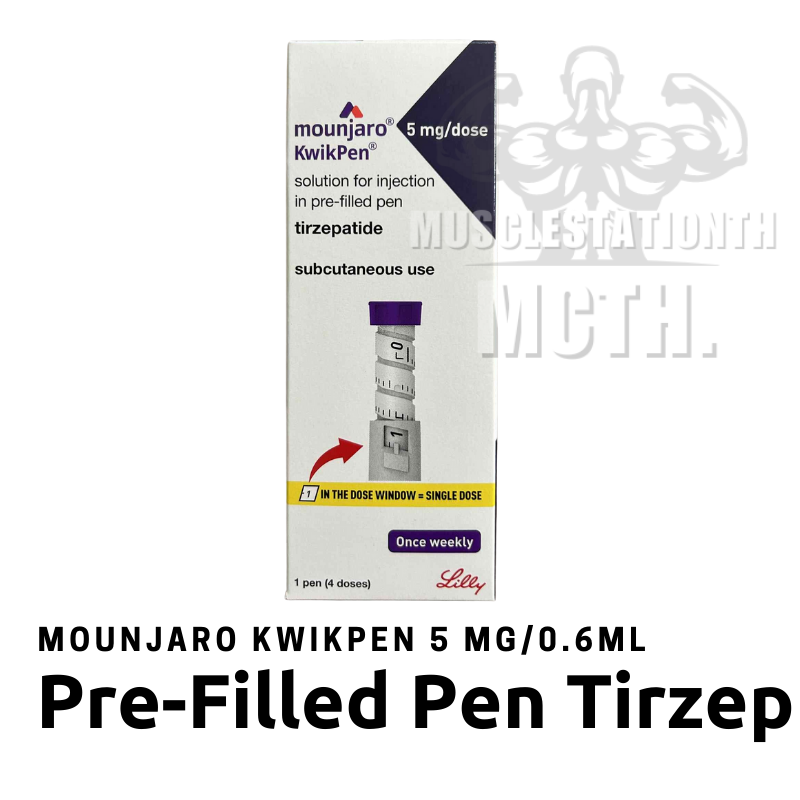 mounjaro®
KwikPen®
5 mg/dose
solution for injection
in pre-filled pen
tirzepatide
subcutaneous use
MUSCLESTATIONTH
MCTH.
0
1
1 IN THE DOSE WINDOW = SINGLE DOSE
Once weekly
1 pen (4 doses)
Lilly
MOUNJARO KWIKPEN 5 MG/0.6ML
Pre-Filled Pen Tirzep